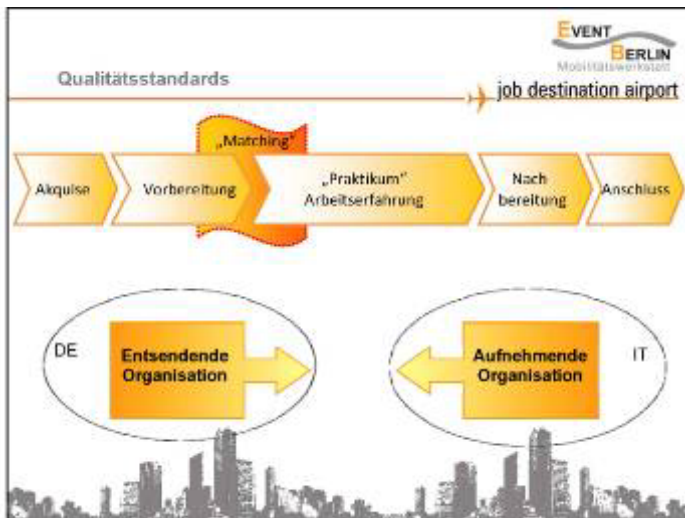 EVENT
BERLIN
Mobilitätswerkstatt
Qualitätsstandards
job destination airport
„Matching“
Akquise
Vorbereitung
„Praktikum“
Arbeitserfahrung
Nach
bereitung
Anschluss
DE
Entsendende
Organisation
Aufnehmende
Organisation
IT